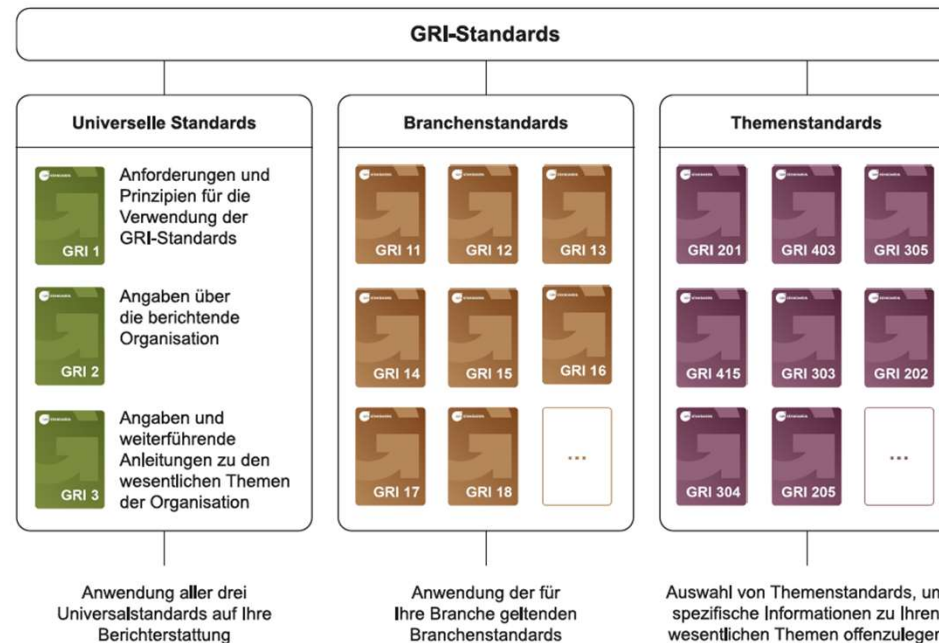 GRI-Standards
Universelle Standards
GRI 1
Anforderungen und
Prinzipien für die
Verwendung der
GRI-Standards
GRI 2
Angaben über
die berichtende
Organisation
GRI 3
Angaben und
weiterführende
Anleitungen zu den
wesentlichen Themen
der Organisation
Anwendung aller drei
Universalstandards auf Ihre
Berichterstattung
Branchenstandards
GRI 11
GRI 12
GRI 13
GRI 14
GRI 15
GRI 16
GRI 17
GRI 18
...
Anwendung der für
Ihre Branche geltenden
Branchenstandards
Themenstandards
GRI 201
GRI 403
GRI 305
GRI 415
GRI 303
GRI 202
GRI 304
GRI 205
...
Auswahl von Themenstandards, um
spezifische Informationen zu Ihren
wesentlichen Themen offenzulegen